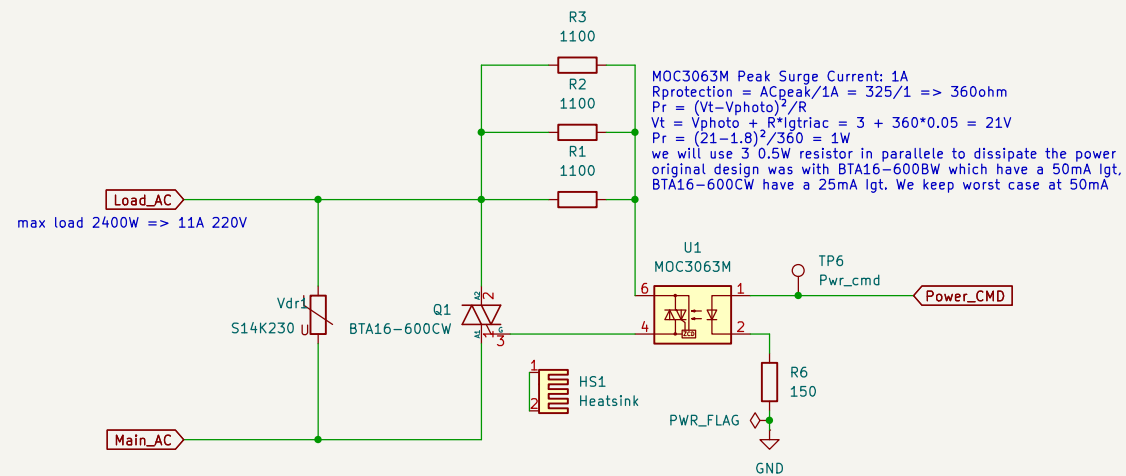 R3
1100
R2
1100
R1
1100
MOC3063M Peak Surge Current: 1A
Rprotection = ACpeak/1A = 325/1 => 360ohm
Pr = (Vt-Vphoto)²/R
Vt = Vphoto + R*Igtriac = 3 + 360*0.05 = 21V
Pr = (21-1.8)²/360 = 1W
we will use 3 0.5W resistor in parallele to dissipate the power
original design was with BTA16-600BW which have a 50mA Igt,
BTA16-600CW have a 25mA Igt. We keep worst case at 50mA
Load_AC
max load 2400W => 11A 220V
U1
MOC3063M
6
4
1
2
ZCD
TP6
Pwr_cmd
Power_CMD
Vdr1
S14K230
U
Q1
BTA16-600CW
A2
2
A1
1
G
3
HS1
Heatsink
1
2
R6
150
PWR_FLAG
GND
Main_AC